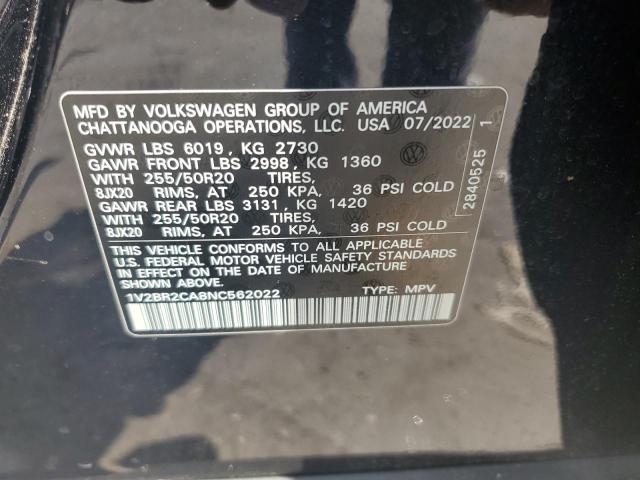 MFD BY VOLKSWAGEN GROUP OF AMERICA
CHATTANOOGA OPERATIONS, LLC. USA 07/2022
GVWR LBS 6019, KG 2730
GAWR FRONT LBS 2998, KG 1360
WITH 255/50R20 TIRES,
8JX20 RIMS, AT 250 KPA, 36 PSI COLD
GAWR REAR LBS 3131, KG 1420
WITH 255/50R20 TIRES,
8JX20 RIMS, AT 250 KPA, 36 PSI COLD
THIS VEHICLE CONFORMS TO ALL APPLICABLE
U.S. FEDERAL MOTOR VEHICLE SAFETY STANDARDS
IN EFFECT ON THE DATE OF MANUFACTURE
SHOWN ABOVE.
1V2BR2CA8NC562022 TYPE: MPV
2840525 1